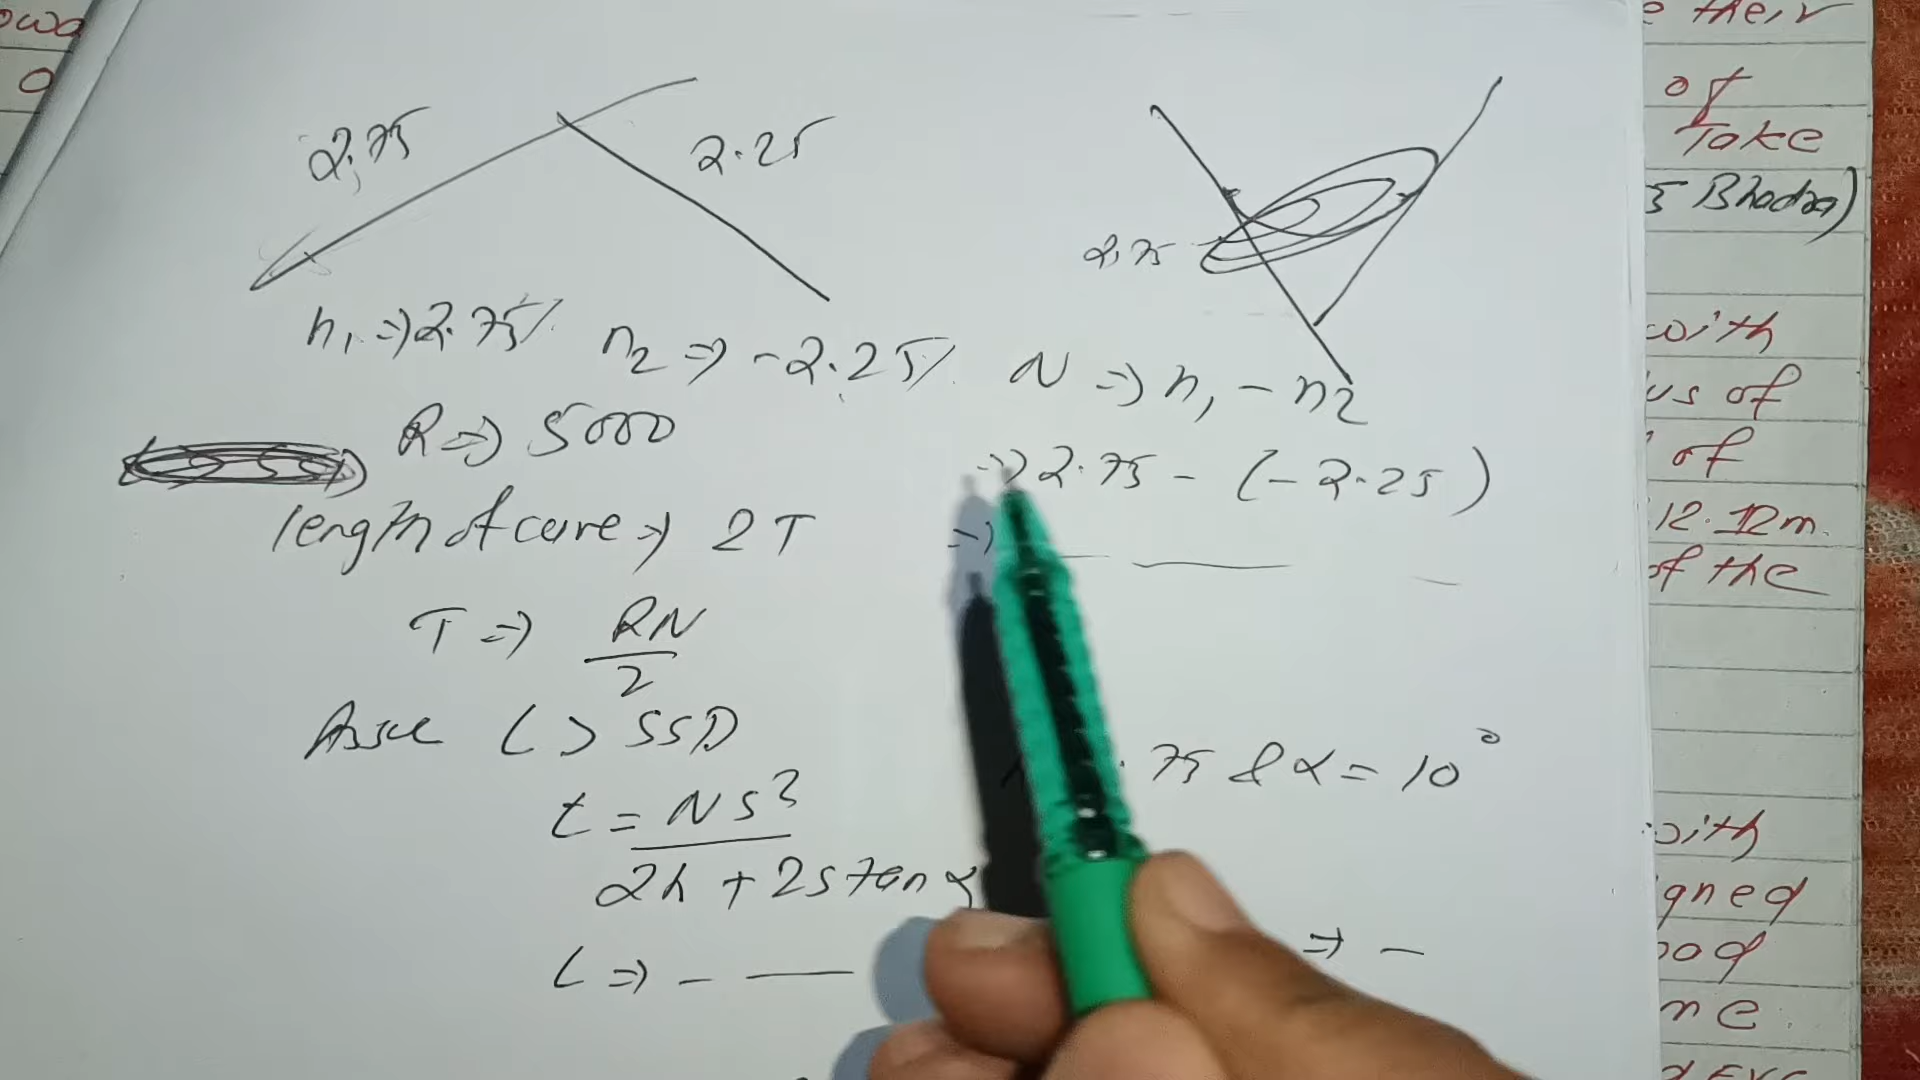 2.75
2.25
2.75
n1 => 2.75%
n2 => -2.25%
N => n1 - n2
R => 5000
=> 2.75 - (-2.25)
length of curve => 2T
=>
T => RN
2
L > SSD
75 & α = 10°
L = NS2
2h + 2s tan α
L => -
=> -
their
of
Take
5 Bhadra)
with
us of
of
12.12m.
of the
with
gned
ood
me.